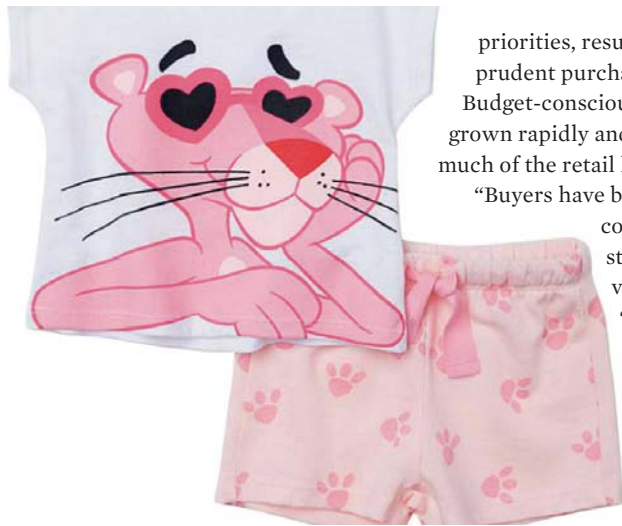 priorities, resu
prudent purcha
Budget-consciou
grown rapidly and
much of the retail l
“Buyers have b
co
st
v
“